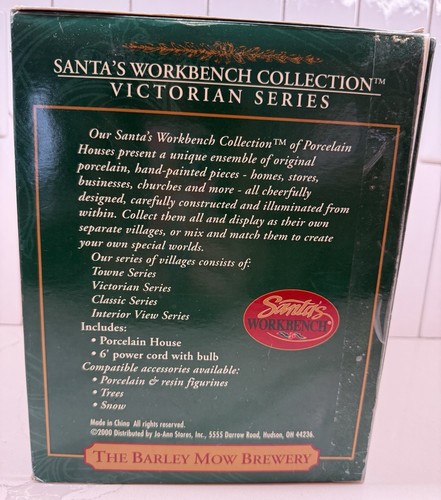 SANTA'S WORKBENCH COLLECTION™
VICTORIAN SERIES
Our Santa's Workbench Collection™ of Porcelain
Houses present a unique ensemble of original
porcelain, hand-painted pieces - homes, stores,
businesses, churches and more - all cheerfully
designed, carefully constructed and illuminated from
within. Collect them all and display as their own
separate villages, or mix and match them to create
your own special worlds.
Our series of villages consists of:
Towne Series
Victorian Series
Classic Series
Interior View Series
Includes:
• Porcelain House
• 6' power cord with bulb
Compatible accessories available:
• Porcelain & resin figurines
• Trees
• Snow
Santa's
WORKBENCH
Made in China All rights reserved.
©2000 Distributed by Jo-Ann Stores, Inc., 5555 Darrow Road, Hudson, OH 44236
THE BARLEY MOW BREWERY